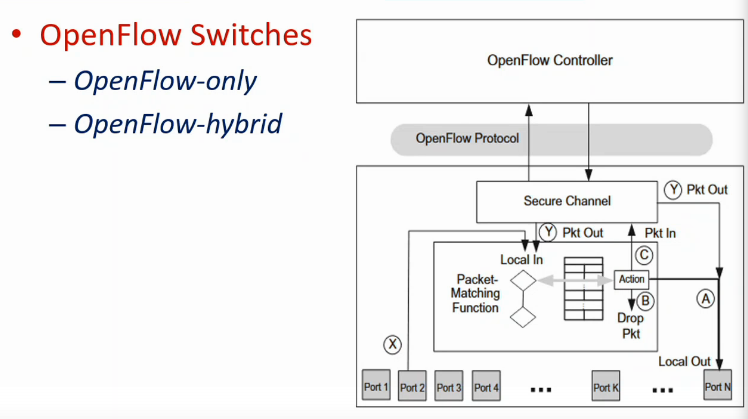 • OpenFlow Switches
– OpenFlow-only
– OpenFlow-hybrid
OpenFlow Controller
OpenFlow Protocol
Secure Channel
Y Pkt Out
Y Pkt Out
Pkt In
Local In
C
Packet-
Matching
Function
Action
A
B
Drop
Pkt
X
Local Out
Port 1
Port 2
Port 3
Port 4
...
Port K
...
Port N